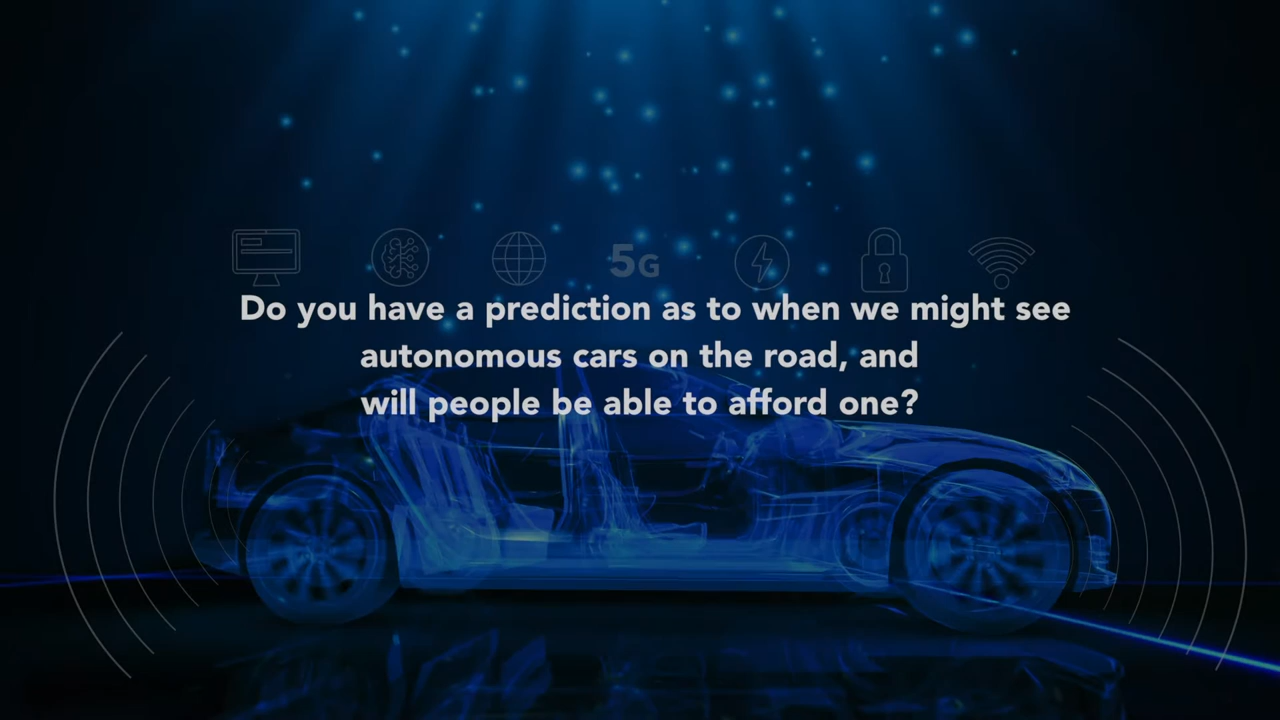 5G
Do you have a prediction as to when we might see
autonomous cars on the road, and
will people be able to afford one?